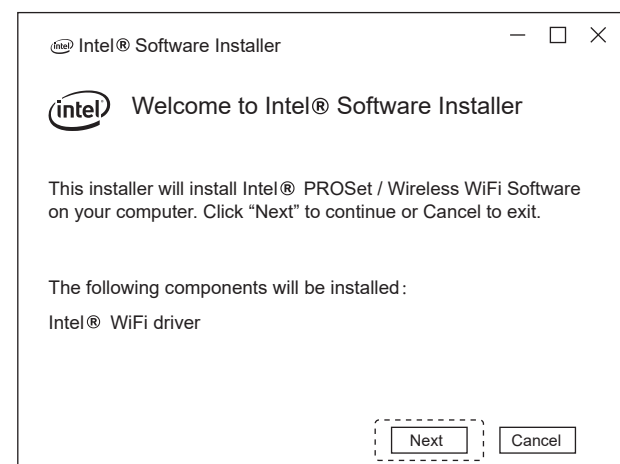 intel Intel® Software Installer
intel Welcome to Intel® Software Installer
This installer will install Intel® PROSet / Wireless WiFi Software
on your computer. Click “Next” to continue or Cancel to exit.
The following components will be installed：
Intel® WiFi driver
Next Cancel